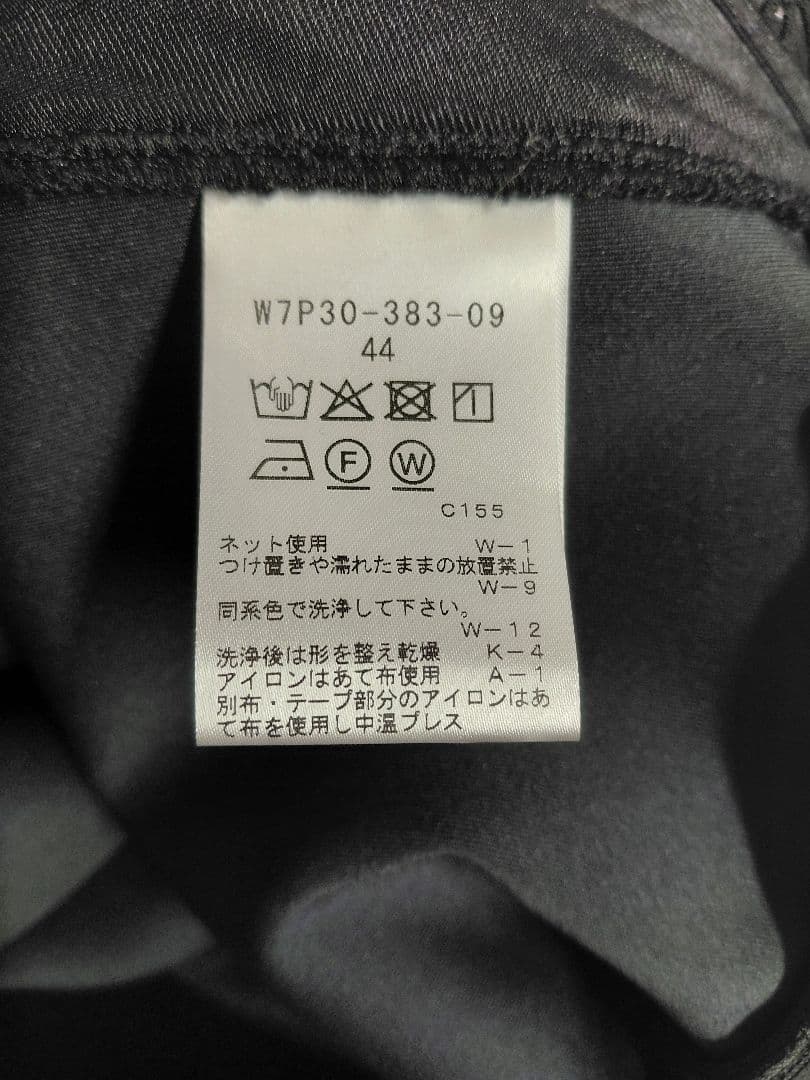 W7P30-383-09
44
F W
C155
ネット使用 W-1
つけ置きや濡れたままの放置禁止
W-9
同系色で洗浄して下さい。
W-12
洗浄後は形を整え乾燥 K-4
アイロンはあて布使用 A-1
別布・テープ部分のアイロンはあ
て布を使用し中温プレス